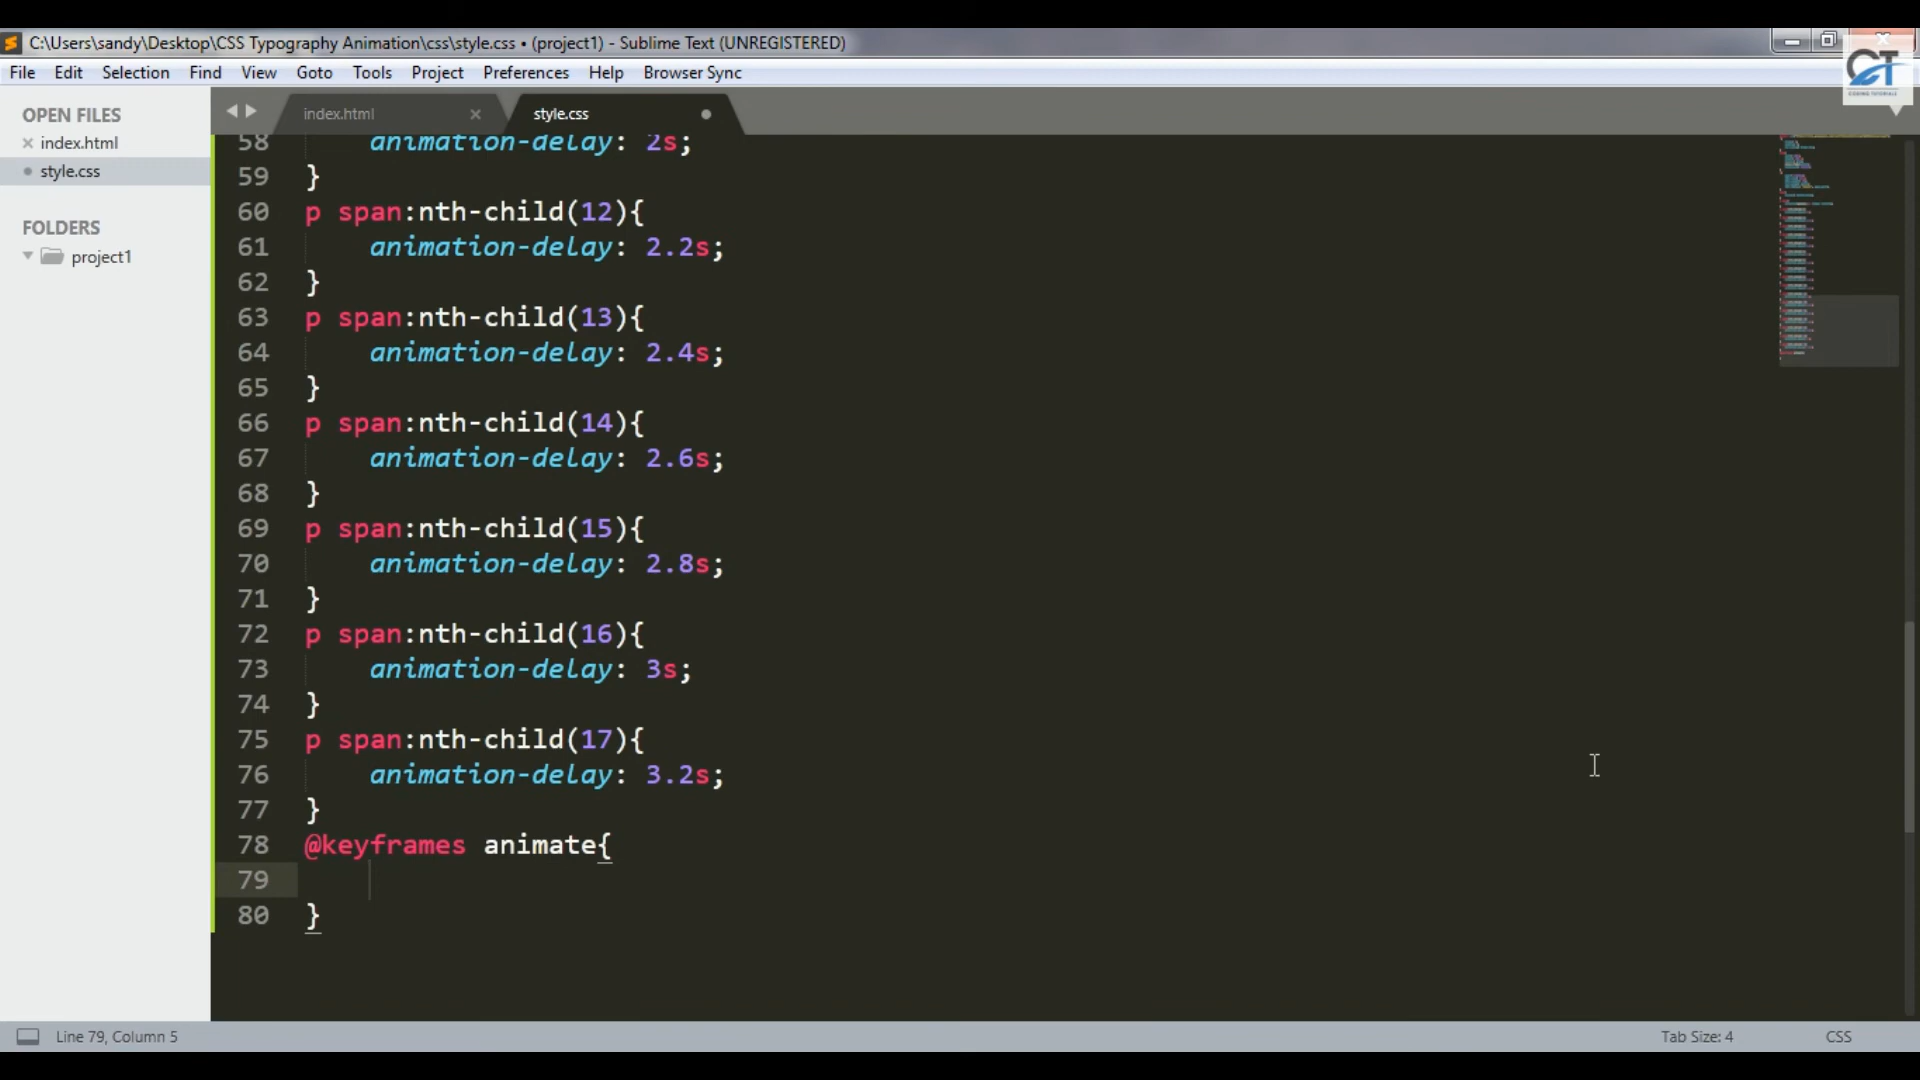 C:\Users\sandy\Desktop\CSS Typography Animation\css\style.css • (project1) - Sublime Text (UNREGISTERED)
File Edit Selection Find View Goto Tools Project Preferences Help Browser Sync
CT
OPEN FILES
index.html
style.css
FOLDERS
project1
index.html
style.css
58 animation-delay: 2s;
59 }
60 p span:nth-child(12){
61 animation-delay: 2.2s;
62 }
63 p span:nth-child(13){
64 animation-delay: 2.4s;
65 }
66 p span:nth-child(14){
67 animation-delay: 2.6s;
68 }
69 p span:nth-child(15){
70 animation-delay: 2.8s;
71 }
72 p span:nth-child(16){
73 animation-delay: 3s;
74 }
75 p span:nth-child(17){
76 animation-delay: 3.2s;
77 }
78 @keyframes animate{
79
80 }
Line 79, Column 5
Tab Size: 4
CSS